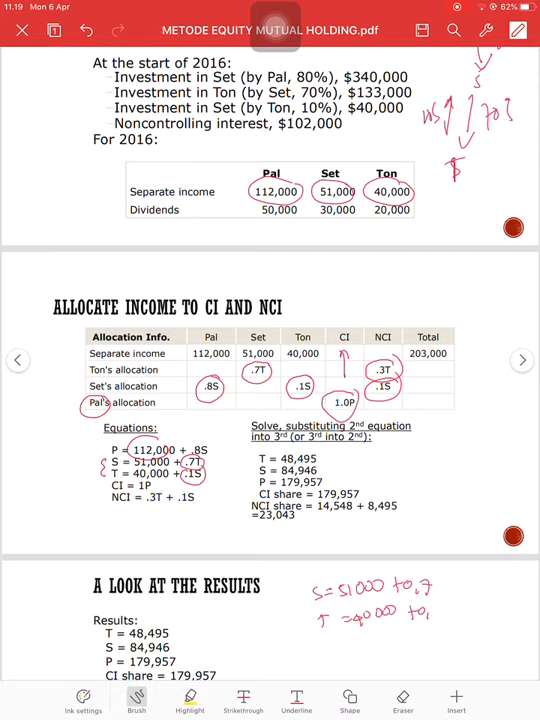 11.19 Mon 6 Apr
62%
METODE EQUITY MUTUAL HOLDING.pdf
At the start of 2016:
– Investment in Set (by Pal, 80%), $340,000
– Investment in Ton (by Set, 70%), $133,000
– Investment in Set (by Ton, 10%), $40,000
– Noncontrolling interest, $102,000
For 2016:
Pal Set Ton
Separate income 112,000 51,000 40,000
Dividends 50,000 30,000 20,000
ALLOCATE INCOME TO CI AND NCI
Allocation Info. Pal Set Ton CI NCI Total
Separate income 112,000 51,000 40,000 203,000
Ton's allocation .7T .3T
Set's allocation .8S .1S .1S
Pal's allocation 1.0P
Equations:
P = 112,000 + .8S
S = 51,000 + .7T
T = 40,000 + .1S
CI = 1P
NCI = .3T + .1S
Solve, substituting 2nd equation
into 3rd (or 3rd into 2nd):
T = 48,495
S = 84,946
P = 179,957
CI share = 179,957
NCI share = 14,548 + 8,495
=23,043
A LOOK AT THE RESULTS
Results:
T = 48,495
S = 84,946
P = 179,957
CI share = 179.957
S = 51000 + 0,7
T = 40000 + 0,
Ink settings
Brush
Highlight
Strikethrough
Underline
Shape
Eraser
Insert